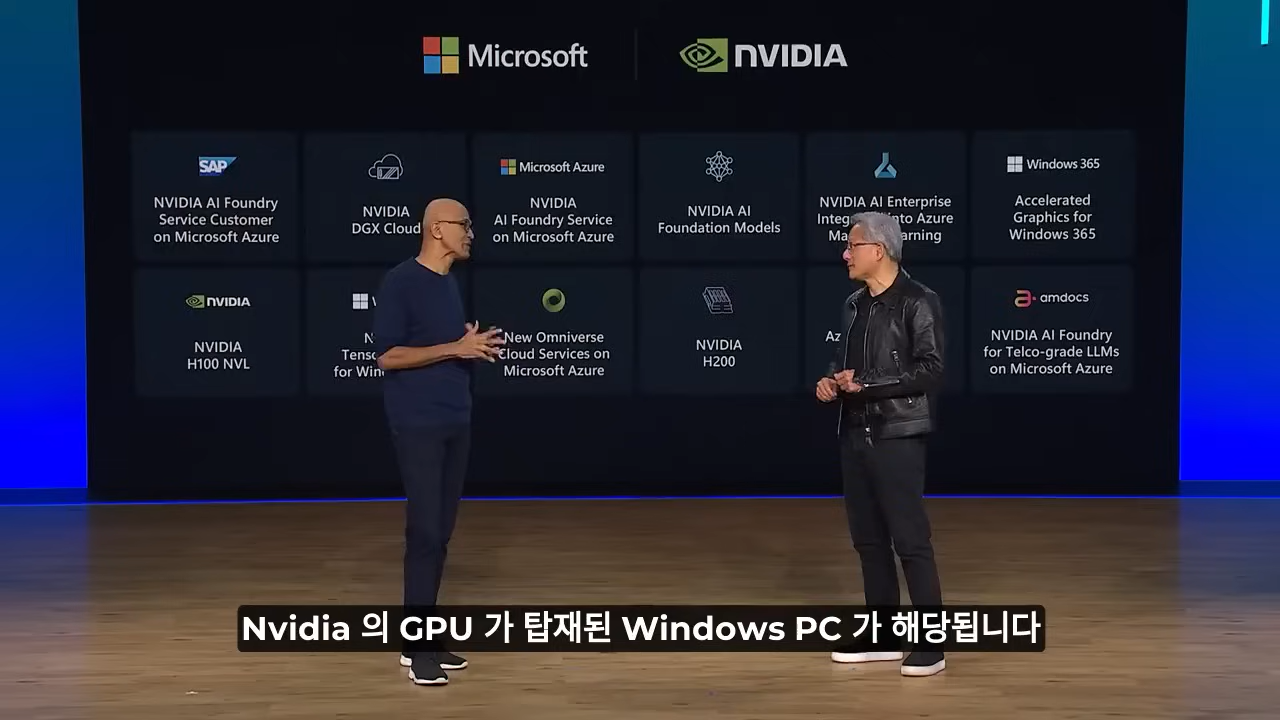 Microsoft
NVIDIA
SAP
NVIDIA AI Foundry
Service Customer
on Microsoft Azure
NVIDIA
DGX Cloud
Microsoft Azure
NVIDIA
AI Foundry Service
on Microsoft Azure
NVIDIA AI
Foundation Models
NVIDIA AI Enterprise
into Azure
Windows 365
Accelerated
Graphics for
Windows 365
NVIDIA
NVIDIA
H100 NVL
for
New Omniverse
Cloud Services on
Microsoft Azure
NVIDIA
H200
amdocs
NVIDIA AI Foundry
for Telco-grade LLMs
on Microsoft Azure
Nvidia 의 GPU 가 탑재된 Windows PC 가 해당됩니다